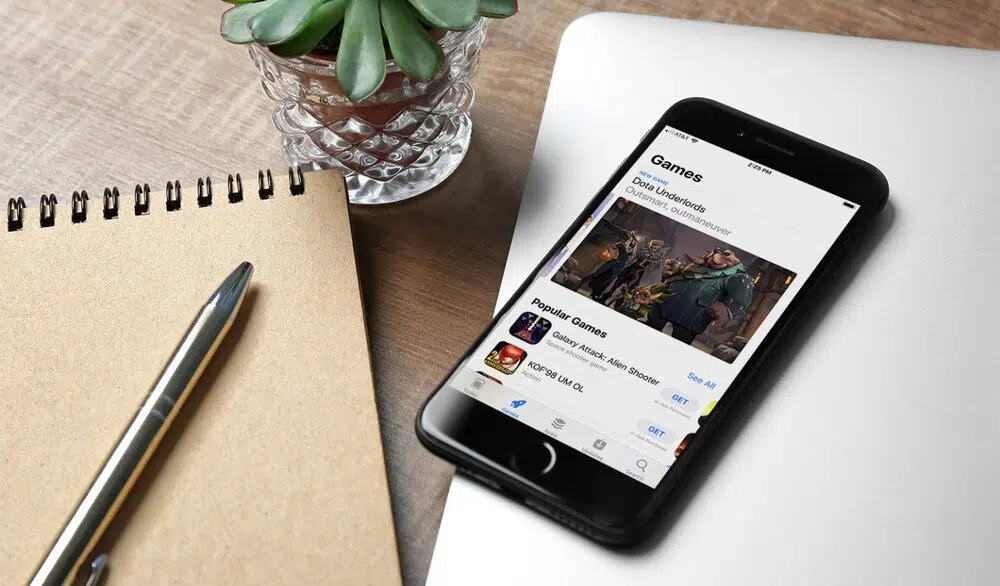 AT&T
2:25 PM
Games
NEW GAME
Dota Underlords
Outsmart, outmaneuver
Popular Games
See All
Galaxy Attack: Alien Shooter
Space shooter game
GET
In-App Purchases
KOF'98 UM OL
Action
GET
In-App Purchases
Today
Games
Apps
Updates
Search